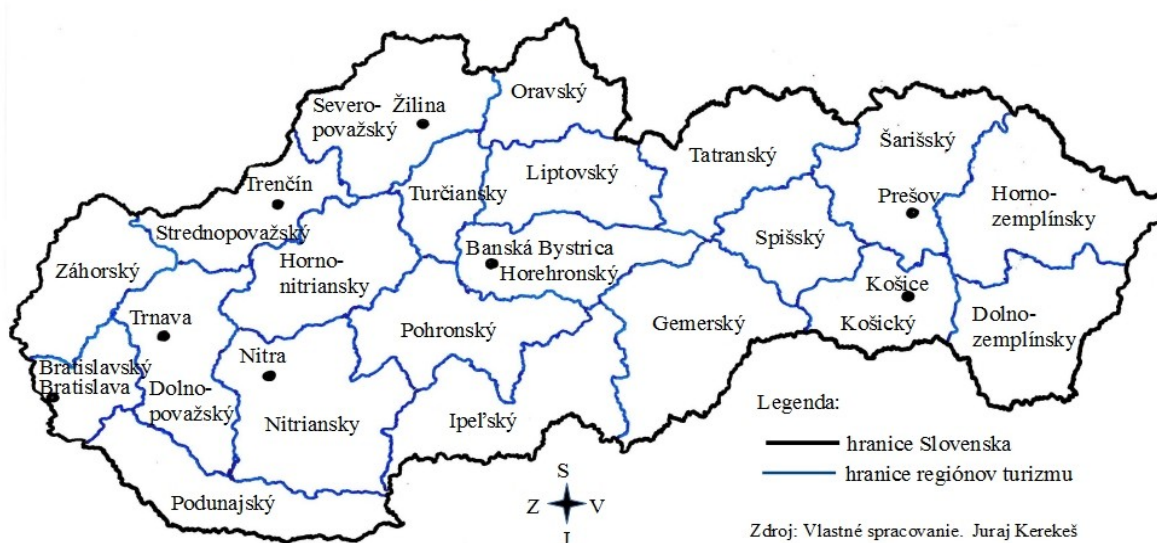 Oravský
Severo-
považský
Žilina
Šarišský
Tatranský
Liptovský
Trenčín
Turčiansky
Prešov
Horno-
zemplínsky
Strednopovažský
Spišský
Banská Bystrica
Horehronský
Záhorský
Horno-
nitriansky
Košice
Košický
Trnava
Pohronský
Gemerský
Dolno-
zemplínsky
Nitra
Bratislavský
Bratislava
Dolno-
považský
Nitriansky
Ipeľský
Podunajský
Legenda:
hranice Slovenska
hranice regiónov turizmu
S
Z
V
J
Zdroj: Vlastné spracovanie. Juraj Kerekeš